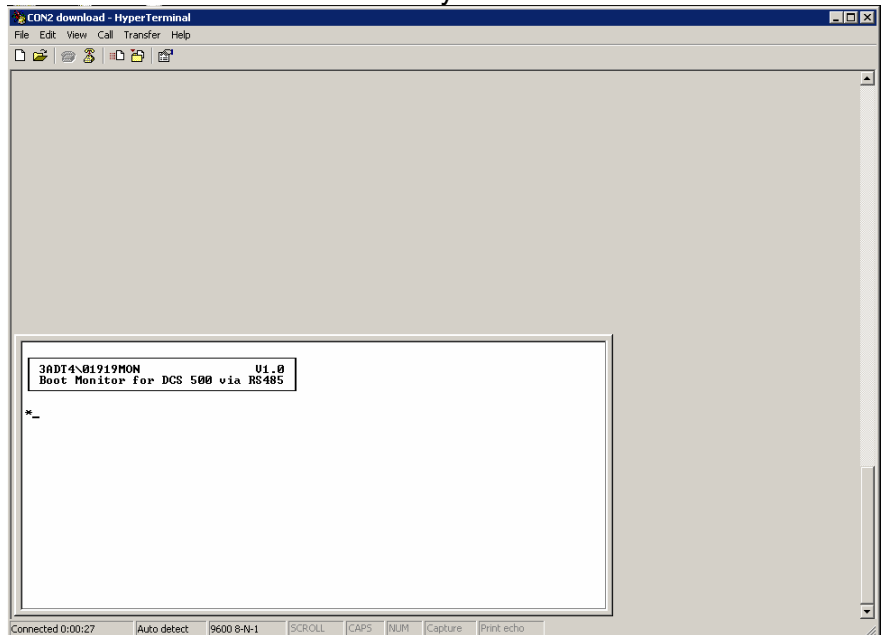 CON2 download - HyperTerminal
File Edit View Call Transfer Help
3ADT4\01919MON V1.0
Boot Monitor for DCS 500 via RS485
*_
Connected 0:00:27 Auto detect 9600 8-N-1 SCROLL CAPS NUM Capture Print echo